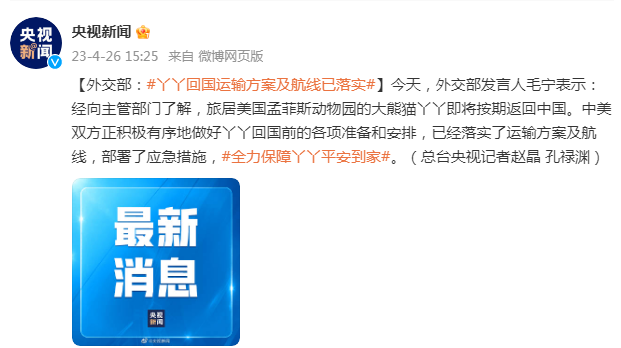 央视新闻
央视
新闻
23-4-26 15:25 来自 微博网页版
【外交部：#丫丫回国运输方案及航线已落实#】今天，外交部发言人毛宁表示：
经向主管部门了解，旅居美国孟菲斯动物园的大熊猫丫丫即将按期返回中国。中美
双方正积极有序地做好丫丫回国前的各项准备和安排，已经落实了运输方案及航
线，部署了应急措施，#全力保障丫丫平安到家#。（总台央视记者赵晶 孔禄渊）
最新
消息
央视
新闻
@央视新闻